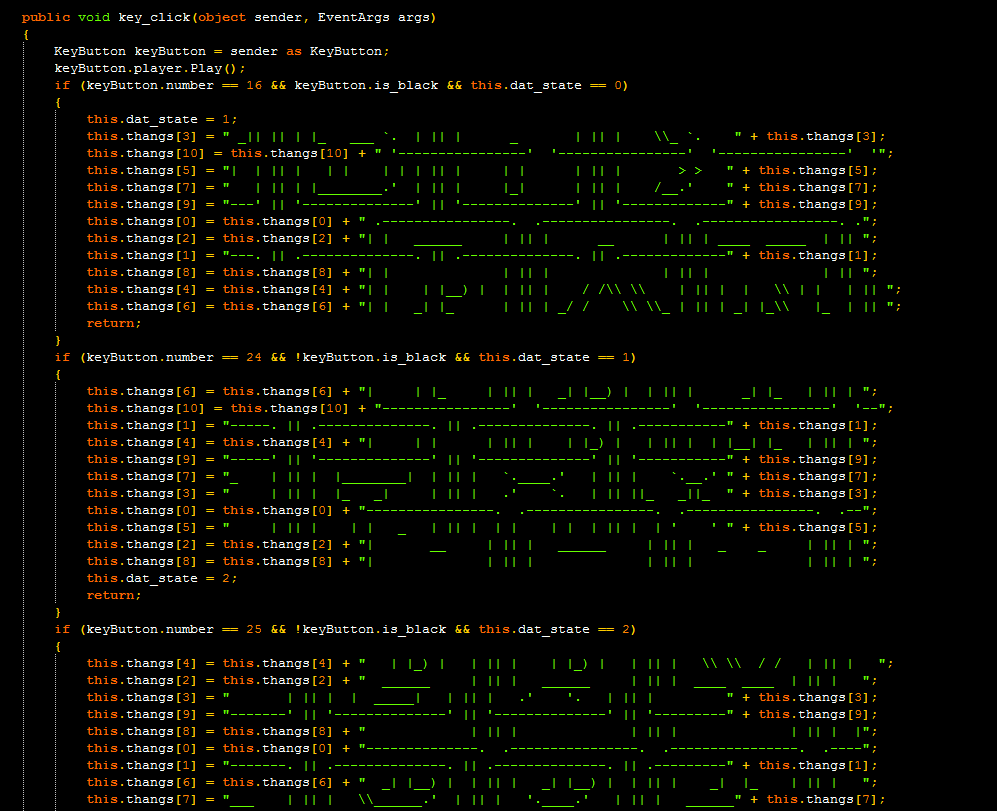 public void key_click(object sender, EventArgs args)
{
    KeyButton keyButton = sender as KeyButton;
    keyButton.player.Play();
    if (keyButton.number == 16 && keyButton.is_black && this.dat_state == 0)
    {
        this.dat_state = 1;
        this.thangs[3] = " _|| || | |_   ___ `.  | || |      _       | || |    \\_ `.    " + this.thangs[3];
        this.thangs[10] = this.thangs[10] + " '----------------'  '----------------'  '----------------'  '";
        this.thangs[5] = "|  | || |   | |    | | | || |     | |      | || |       > >   " + this.thangs[5];
        this.thangs[7] = "   | || | |________.'  | || |     |_|      | || |    /__.'    " + this.thangs[7];
        this.thangs[9] = "---' || '--------------' || '--------------' || '-------------" + this.thangs[9];
        this.thangs[0] = this.thangs[0] + " .----------------.  .----------------.  .-----------------. .";
        this.thangs[2] = this.thangs[2] + "| |   ______     | || |      __      | || | ____  _____  | || ";
        this.thangs[1] = "---. || .--------------. || .--------------. || .-------------" + this.thangs[1];
        this.thangs[8] = this.thangs[8] + "| |              | || |              | || |              | || ";
        this.thangs[4] = this.thangs[4] + "| |    | |__) |  | || |    / /\\ \\    | || |  |   \\ | |   | || ";
        this.thangs[6] = this.thangs[6] + "| |   _| |_      | || | _/ /    \\ \\_ | || | _| |_\\   |_  | || ";
        return;
    }
    if (keyButton.number == 24 && !keyButton.is_black && this.dat_state == 1)
    {
        this.thangs[6] = this.thangs[6] + "|     | |_     | || |   _| |__) |  | || |      _| |_   | || | ";
        this.thangs[10] = this.thangs[10] + "----------------'  '----------------'  '----------------'  '--";
        this.thangs[1] = "-----. || .--------------. || .--------------. || .-----------" + this.thangs[1];
        this.thangs[4] = this.thangs[4] + "|     | |      | || |    | |_) |   | || |  | |__| |_   | || | ";
        this.thangs[9] = "-----' || '--------------' || '--------------' || '-----------" + this.thangs[9];
        this.thangs[7] = "_    | || |  |________|  | || |   `.____.'   | || |    `.__.' " + this.thangs[7];
        this.thangs[3] = "     | || |  |_   _|     | || |   .'    `.   | || ||_   _||_  " + this.thangs[3];
        this.thangs[0] = this.thangs[0] + "----------------.  .----------------.  .----------------.  .--";
        this.thangs[5] = "     | || |    | |   _   | || |  | |    | |  | || |  | '    ' " + this.thangs[5];
        this.thangs[2] = this.thangs[2] + "|       __     | || |   ______     | || |   _    _     | || | ";
        this.thangs[8] = this.thangs[8] + "|              | || |              | || |              | || | ";
        this.dat_state = 2;
        return;
    }
    if (keyButton.number == 25 && !keyButton.is_black && this.dat_state == 2)
    {
        this.thangs[4] = this.thangs[4] + "   | |_) |     | || |    | |_) |   | || |   \\ \\  / /   | || |   ";
        this.thangs[2] = this.thangs[2] + "  ______     | || |   ______     | || |  ____  ____  | || |   ";
        this.thangs[3] = "       | || |  |  _____|   | || |   .'    '.   | || |         " + this.thangs[3];
        this.thangs[9] = "-------' || '--------------' || '--------------' || '---------" + this.thangs[9];
        this.thangs[8] = this.thangs[8] + "             | || |              | || |              | || |  |";
        this.thangs[0] = this.thangs[0] + "--------------.  .----------------.  .----------------.  .----";
        this.thangs[1] = "-------. || .--------------. || .--------------. || .---------" + this.thangs[1];
        this.thangs[6] = this.thangs[6] + "  _| |__) |  | || |   _| |__) |  | || |     _|  |_    | || |   ";
        this.thangs[7] = "___    | || |   \\______.'  | || |   '.____.'   | || |   ______" + this.thangs[7];